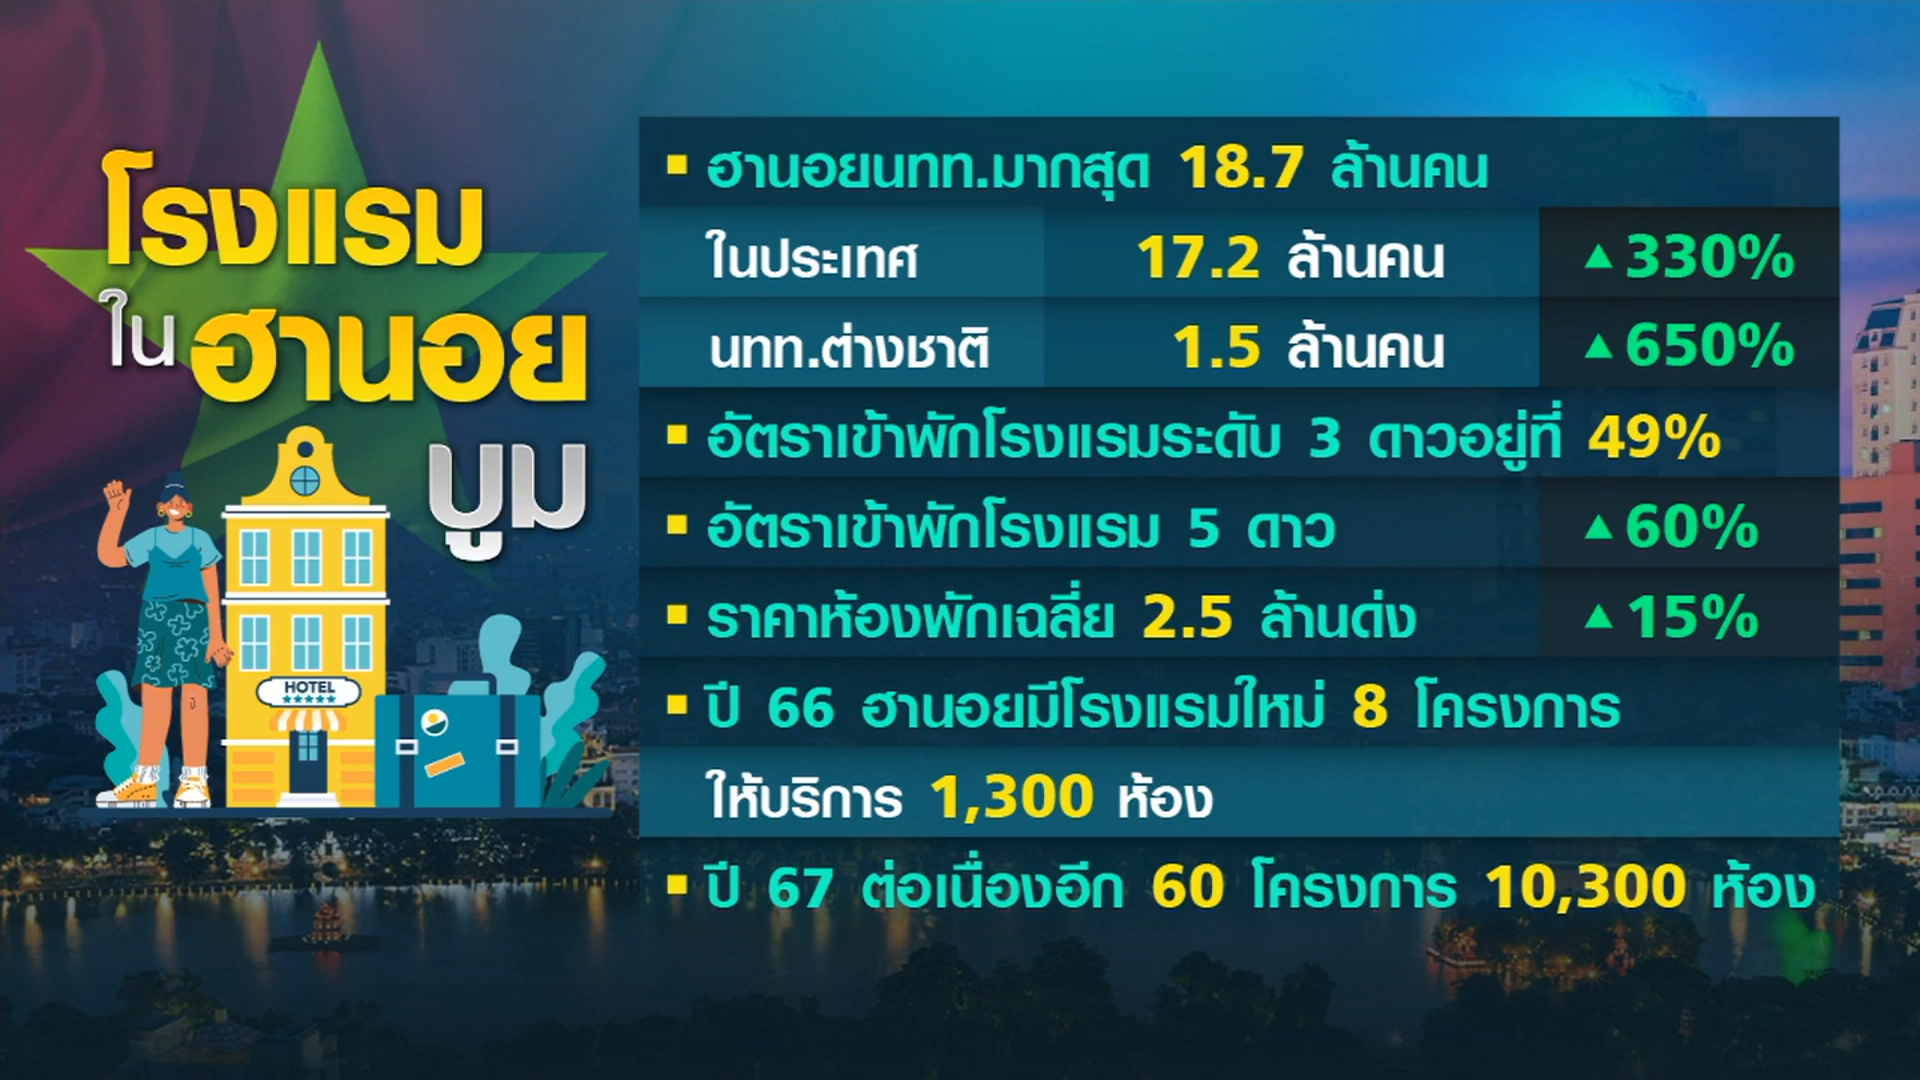 โรงแรม
ในฮานอย
บูม
HOTEL
▪ ฮานอยนทท.มากสุด 18.7 ล้านคน
ในประเทศ 17.2 ล้านคน ▲330%
นทท.ต่างชาติ 1.5 ล้านคน ▲650%
▪ อัตราเข้าพักโรงแรมระดับ 3 ดาวอยู่ที่ 49%
▪ อัตราเข้าพักโรงแรม 5 ดาว ▲60%
▪ ราคาห้องพักเฉลี่ย 2.5 ล้านด่ง ▲15%
▪ ปี 66 ฮานอยมีโรงแรมใหม่ 8 โครงการ
ให้บริการ 1,300 ห้อง
▪ ปี 67 ต่อเนื่องอีก 60 โครงการ 10,300 ห้อง